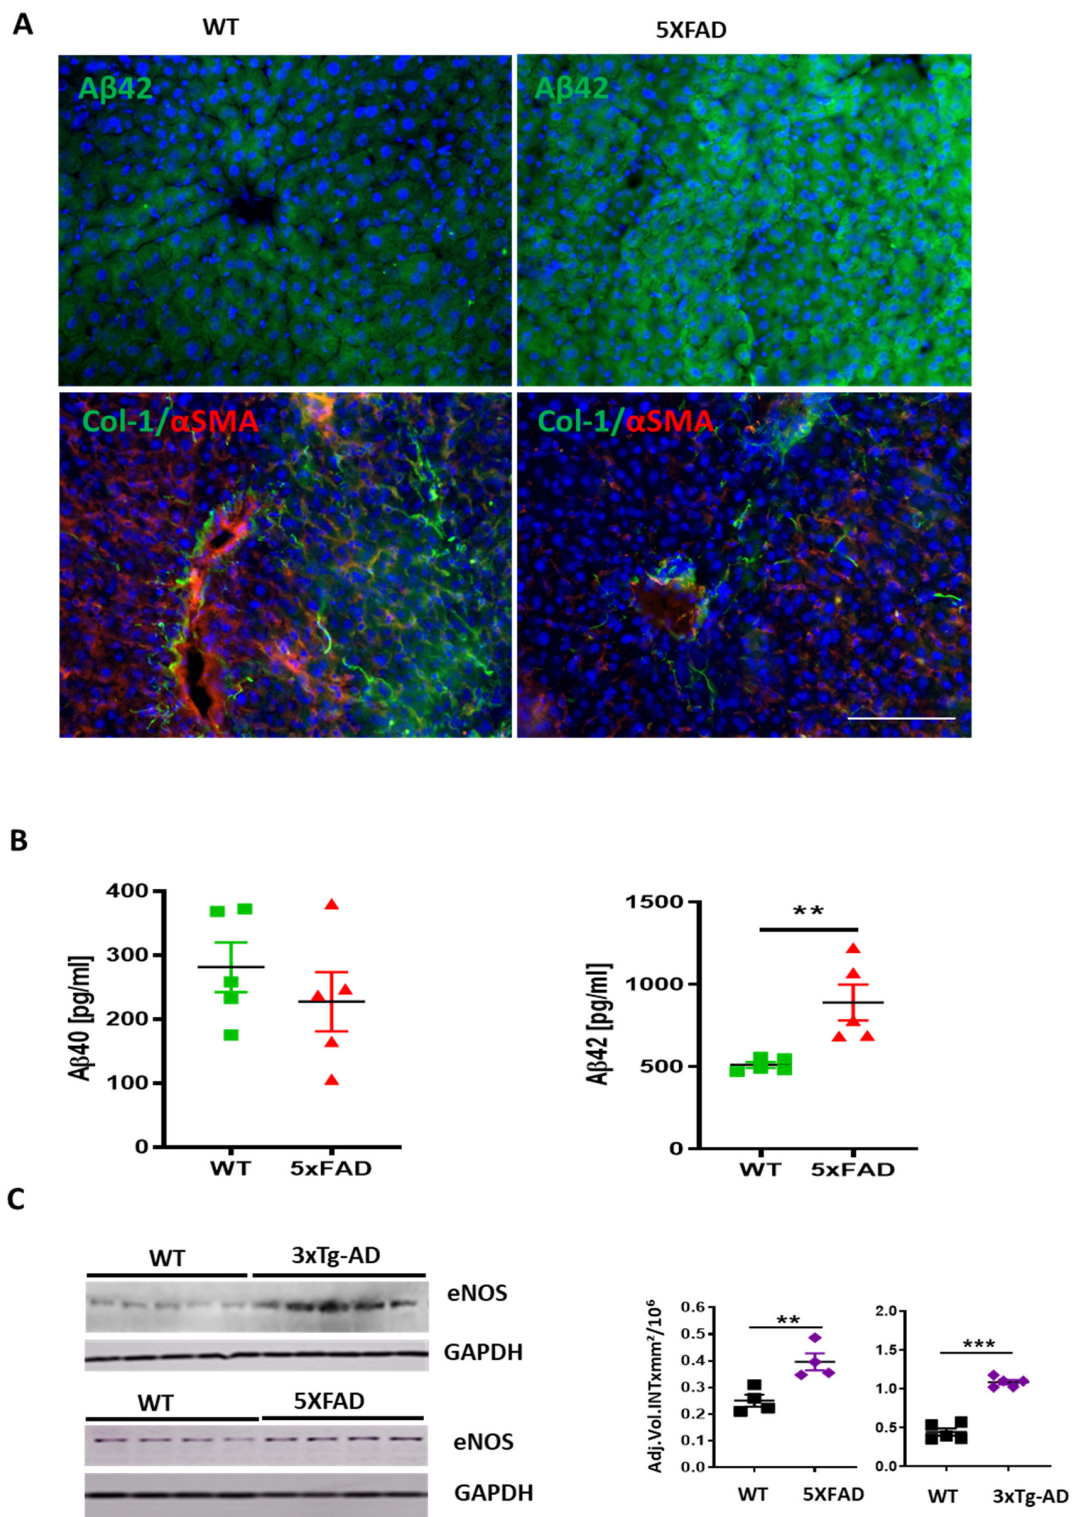 A
WT
5XFAD
Aβ42
Aβ42
Col-1/αSMA
Col-1/αSMA
B
Aβ40 [pg/ml]
400
300
200
100
0
WT
5xFAD
Aβ42 [pg/ml]
1500
1000
500
0
**
WT
5xFAD
C
WT
3xTg-AD
eNOS
GAPDH
WT
5XFAD
eNOS
GAPDH
Adj.Vol.INTxmm²/10⁶
0.6
0.5
0.4
0.3
0.2
0.1
0.0
**
WT
5XFAD
2.0
1.5
1.0
0.5
0.0
***
WT
3xTg-AD